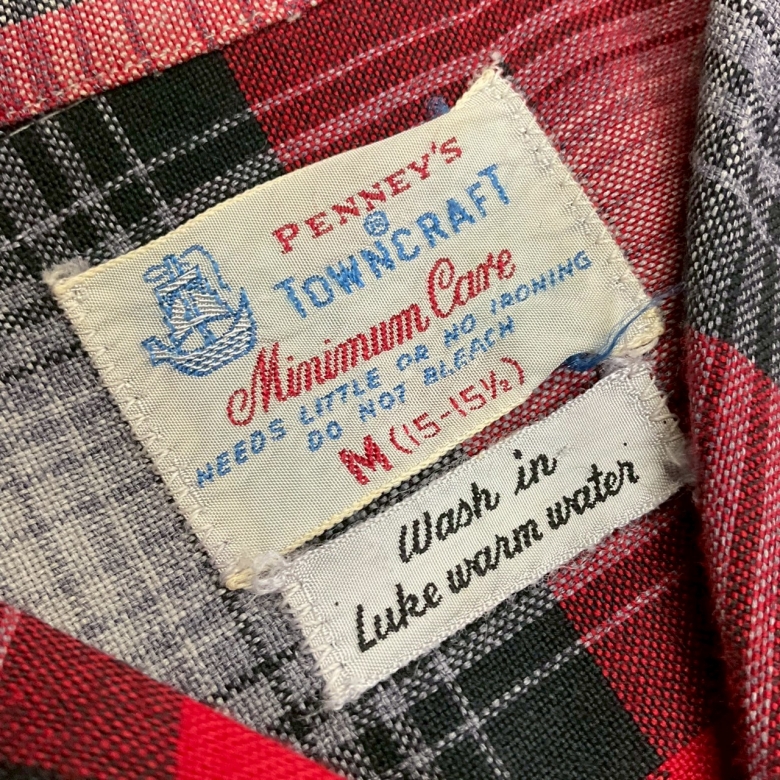 PENNEY'S
®
TOWNCRAFT
Minimum Care
NEEDS LITTLE OR NO IRONING
DO NOT BLEACH
M (15-15½)
Wash in
Luke warm water